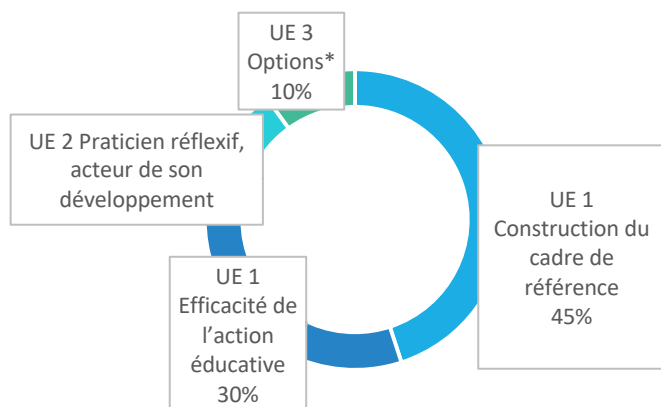 UE 3
Options*
10%
UE 2 Praticien réflexif,
acteur de son
développement
UE 1
Construction du
cadre de
référence
45%
UE 1
Efficacité de
l’action
éducative
30%